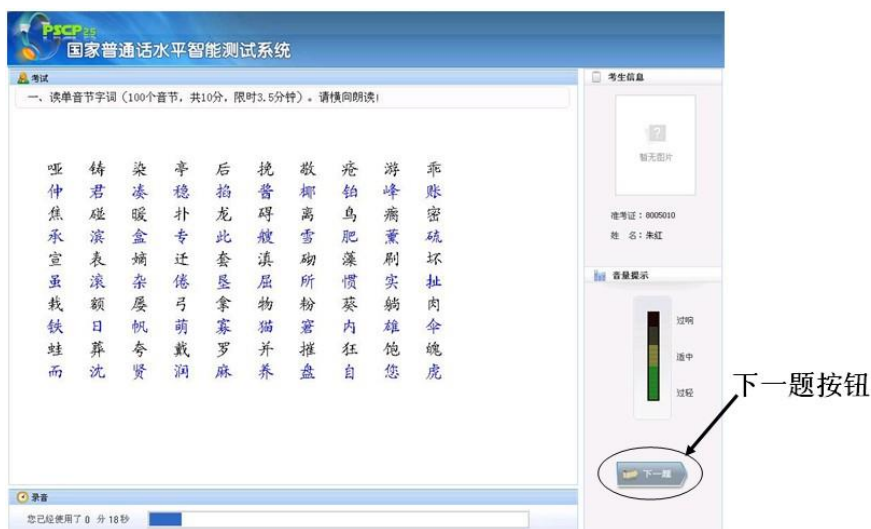 PSCP25
国家普通话水平智能测试系统
考试
一、读单音节字词（100个音节，共10分，限时3.5分钟）。请横向朗读！
哑 铸 染 亭 后 挽 敬 疮 游 乖
仲 君 凑 稳 掐 酱 椰 铂 峰 账
焦 碰 暖 扑 龙 碍 离 鸟 瘸 密
承 滨 盒 专 此 艘 雪 肥 薰 硫
宣 表 嫡 迁 套 滇 砌 藻 刷 坏
虽 滚 杂 倦 垦 屈 所 惯 实 扯
栽 额 屡 弓 拿 物 粉 葵 躺 肉
铁 日 帆 萌 寡 猫 窘 内 雄 伞
蛙 葬 夸 戴 罗 并 摧 狂 饱 魄
而 沈 贤 润 麻 养 盘 自 您 虎
考生信息
暂无图片
准考证：8005010
姓 名：朱红
音量提示
过响
适中
过轻
下一题
下一题按钮
录音
您已经使用了 0 分 18秒